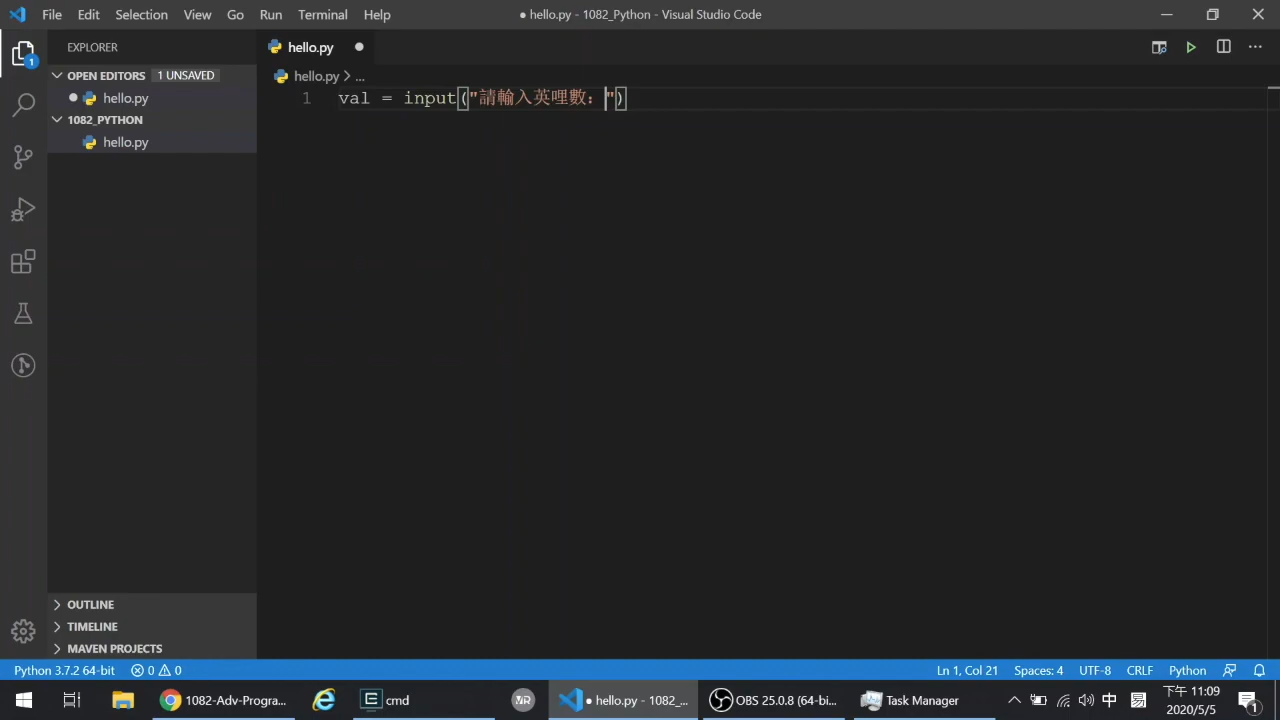 File Edit Selection View Go Run Terminal Help
● hello.py - 1082_Python - Visual Studio Code
EXPLORER
OPEN EDITORS 1 UNSAVED
hello.py
1082_PYTHON
hello.py
OUTLINE
TIMELINE
MAVEN PROJECTS
hello.py
hello.py > ...
1 val = input("請輸入英哩數：")
Python 3.7.2 64-bit 0 0 Ln 1, Col 21 Spaces: 4 UTF-8 CRLF Python
1082-Adv-Progra... cmd ● hello.py - 1082_... OBS 25.0.8 (64-bi... Task Manager 中 下午 11:09
2020/5/5
1
1